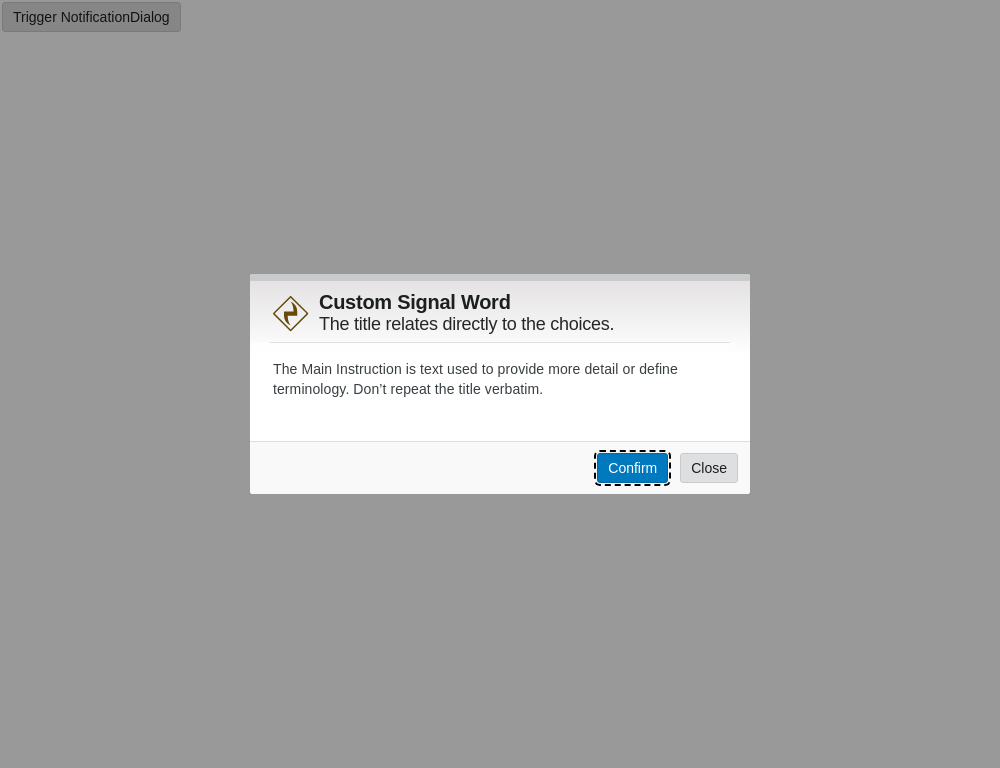 Trigger NotificationDialog
Custom Signal Word
The title relates directly to the choices.
The Main Instruction is text used to provide more detail or define
terminology. Don’t repeat the title verbatim.
Confirm
Close